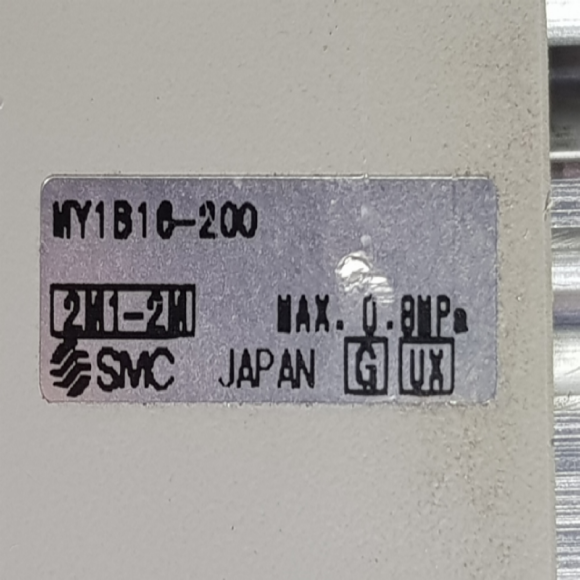 MY1B16-200
2M1-2M MAX. 0.8MPa
SMC JAPAN G UX